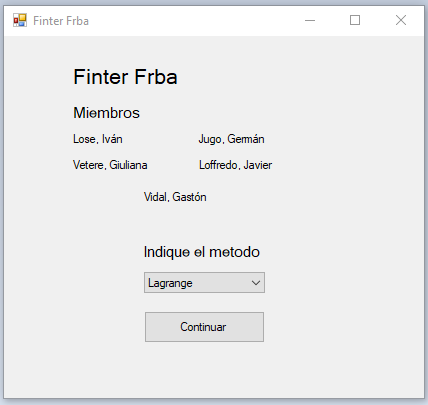 Finter Frba
Finter Frba
Miembros
Lose, Iván Jugo, Germán
Vetere, Giuliana Loffredo, Javier
Vidal, Gastón
Indique el metodo
Lagrange
Continuar